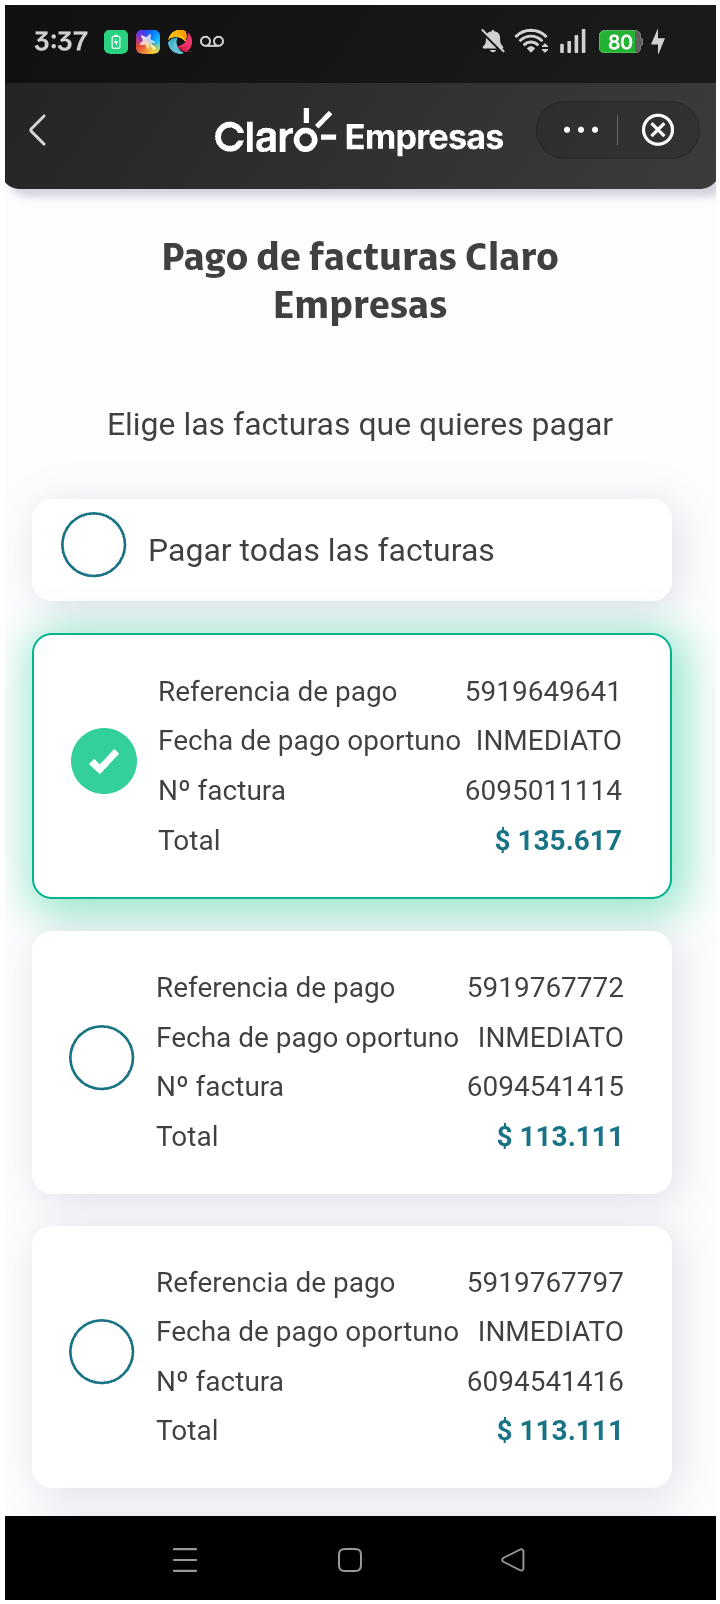 3:37
80
Claro Empresas
Pago de facturas Claro
Empresas
Elige las facturas que quieres pagar
Pagar todas las facturas
Referencia de pago 5919649641
Fecha de pago oportuno INMEDIATO
Nº factura 6095011114
Total $ 135.617
Referencia de pago 5919767772
Fecha de pago oportuno INMEDIATO
Nº factura 6094541415
Total $ 113.111
Referencia de pago 5919767797
Fecha de pago oportuno INMEDIATO
Nº factura 6094541416
Total $ 113.111